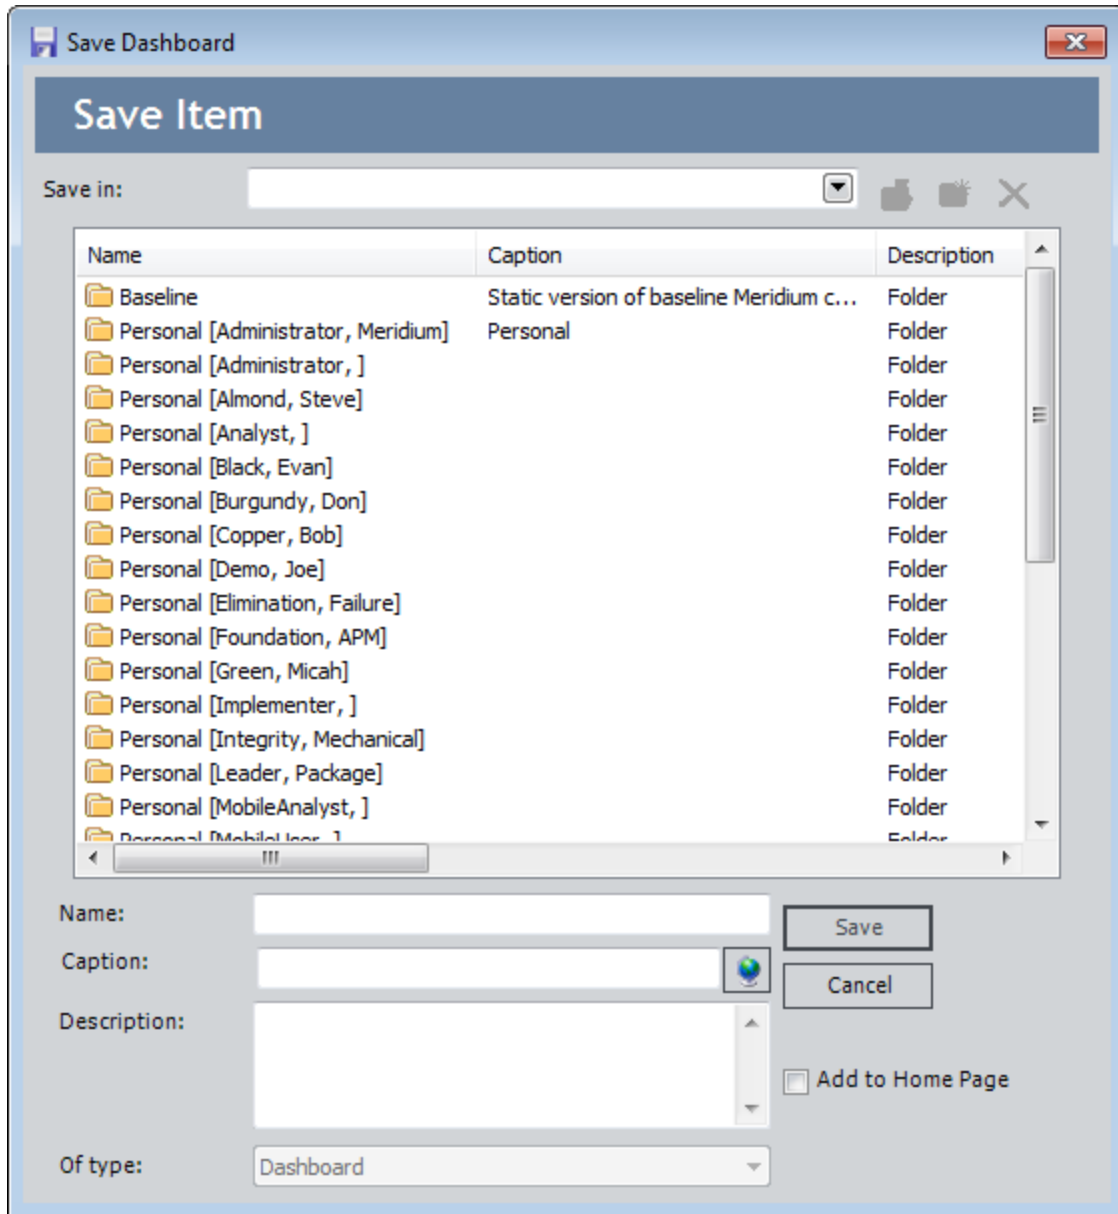 Save Dashboard
Save Item
Save in:
Name Caption Description
Baseline Static version of baseline Meridium c... Folder
Personal [Administrator, Meridium] Personal Folder
Personal [Administrator, ] Folder
Personal [Almond, Steve] Folder
Personal [Analyst, ] Folder
Personal [Black, Evan] Folder
Personal [Burgundy, Don] Folder
Personal [Copper, Bob] Folder
Personal [Demo, Joe] Folder
Personal [Elimination, Failure] Folder
Personal [Foundation, APM] Folder
Personal [Green, Micah] Folder
Personal [Implementer, ] Folder
Personal [Integrity, Mechanical] Folder
Personal [Leader, Package] Folder
Personal [MobileAnalyst, ] Folder
Personal [MobileUser, ] Folder
Name:
Save
Caption:
Cancel
Description:
Add to Home Page
Of type: Dashboard